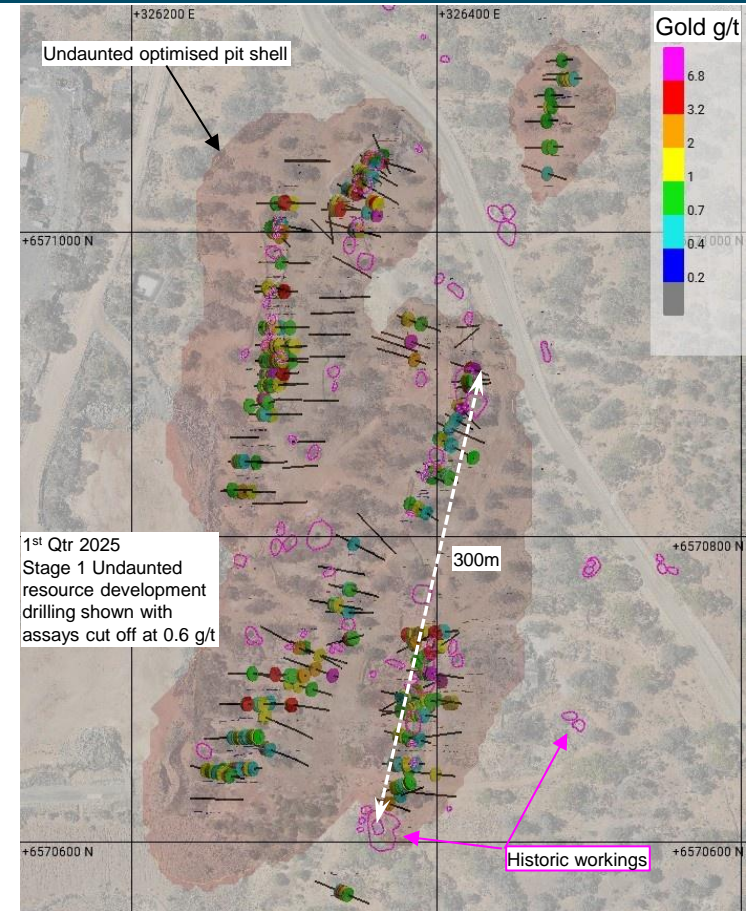 +326200 E
+326400 E
Gold g/t
Undaunted optimised pit shell
6.8
3.2
2
1
0.7
0.4
0.2
+6571000 N
1st Qtr 2025
Stage 1 Undaunted
resource development
drilling shown with
assays cut off at 0.6 g/t
+6570800 N
300m
+6570600 N
+6570600 N
Historic workings